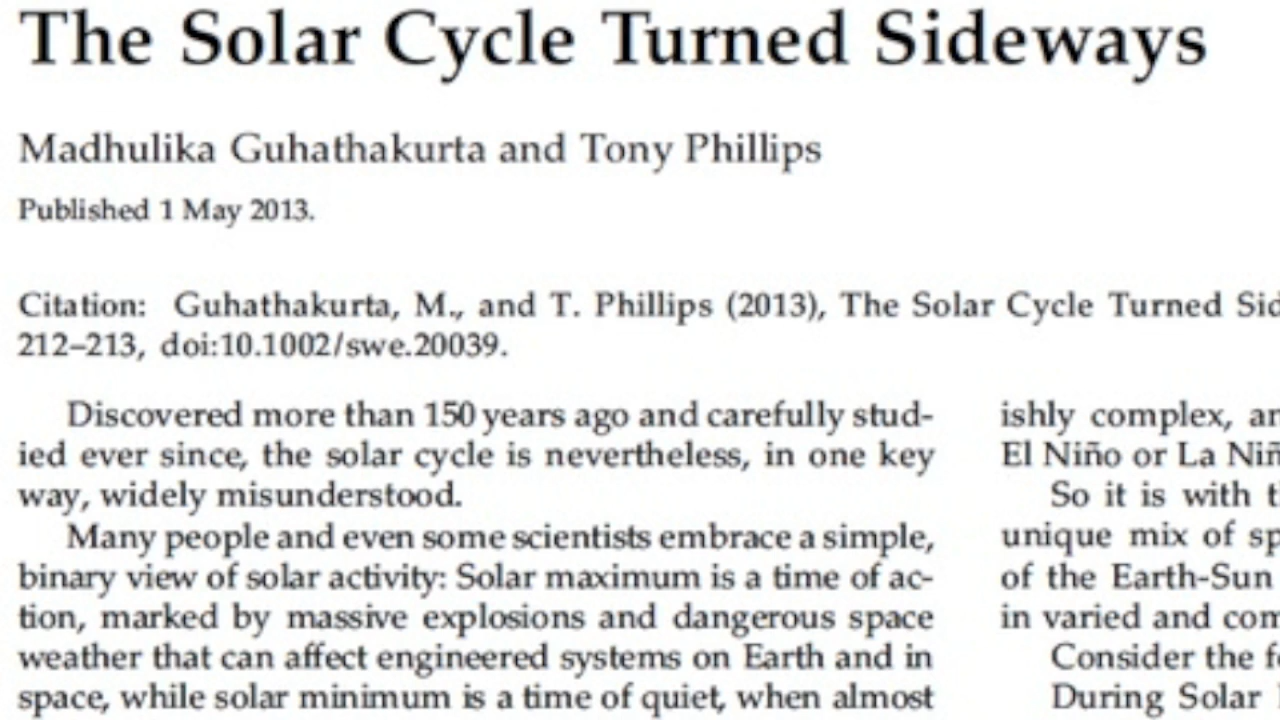 The Solar Cycle Turned Sideways
Madhulika Guhathakurta and Tony Phillips
Published 1 May 2013.
Citation: Guhathakurta, M., and T. Phillips (2013), The Solar Cycle Turned
212–213, doi:10.1002/swe.20039.
Discovered more than 150 years ago and carefully stud-
ied ever since, the solar cycle is nevertheless, in one key
way, widely misunderstood.
Many people and even some scientists embrace a simple,
binary view of solar activity: Solar maximum is a time of ac-
tion, marked by massive explosions and dangerous space
weather that can affect engineered systems on Earth and in
space, while solar minimum is a time of quiet, when almost
ishly complex,
El Niño or La
So it is with
unique mix of
of the Earth-Sun
in varied and
Consider the
During Solar